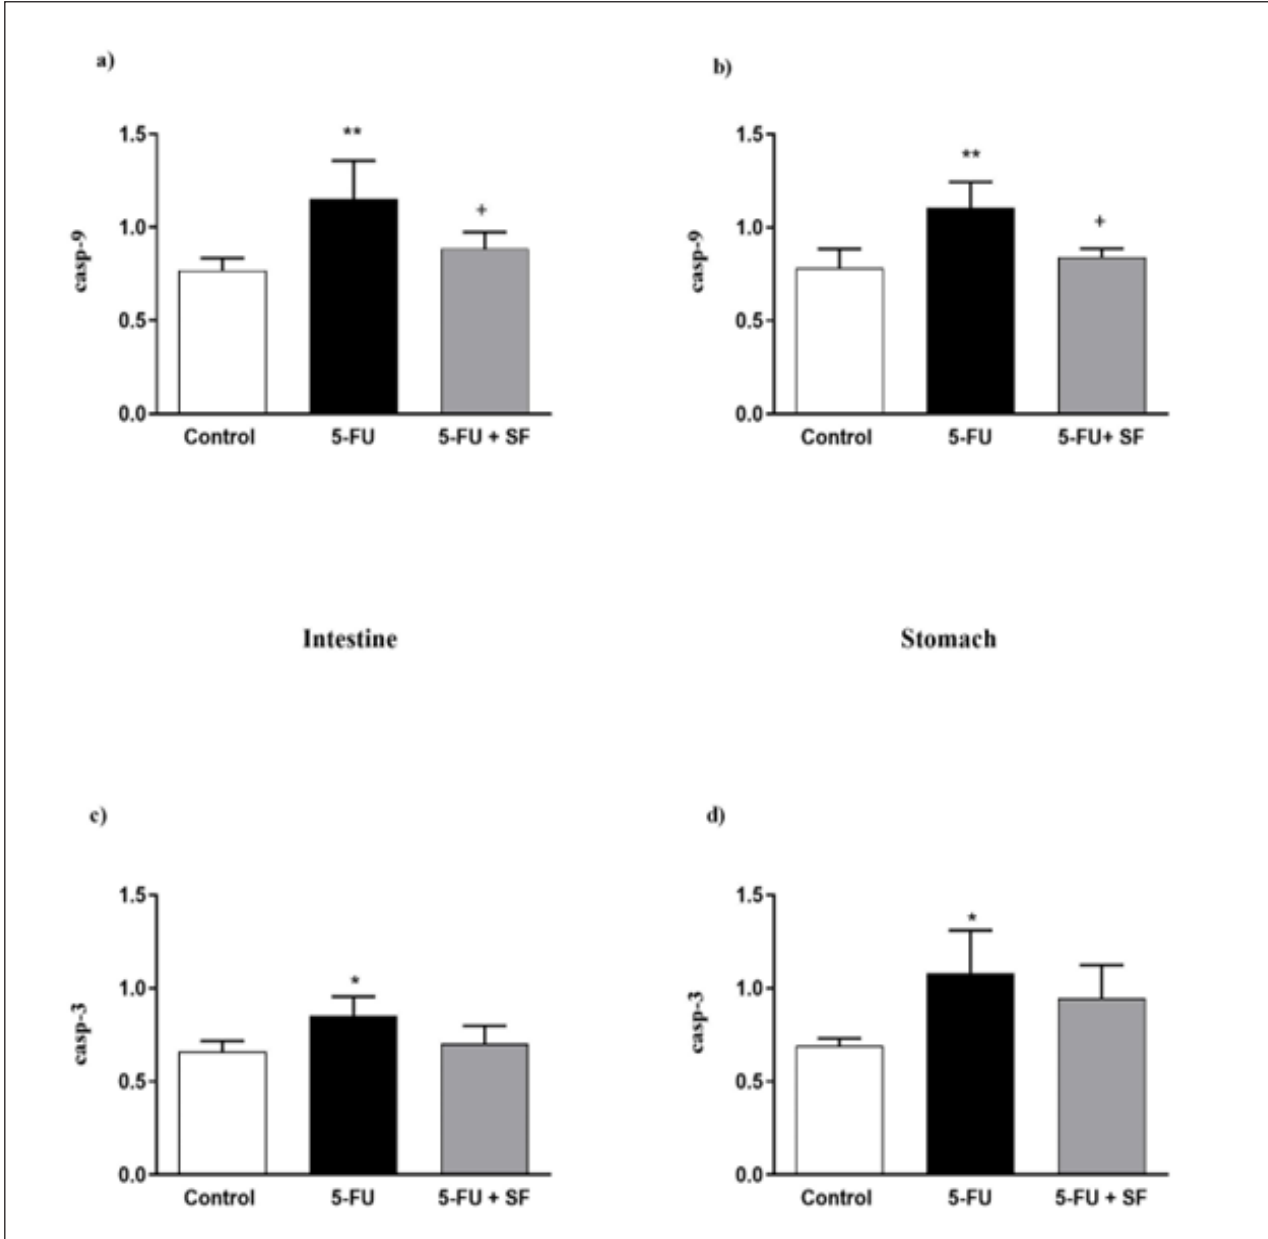 a)
casp-9
1.5
1.0
0.5
0.0
**
+
Control 5-FU 5-FU + SF
b)
casp-9
1.5
1.0
0.5
0.0
**
+
Control 5-FU 5-FU+ SF
Intestine
Stomach
c)
casp-3
1.5
1.0
0.5
0.0
*
Control 5-FU 5-FU + SF
d)
casp-3
1.5
1.0
0.5
0.0
*
Control 5-FU 5-FU + SF